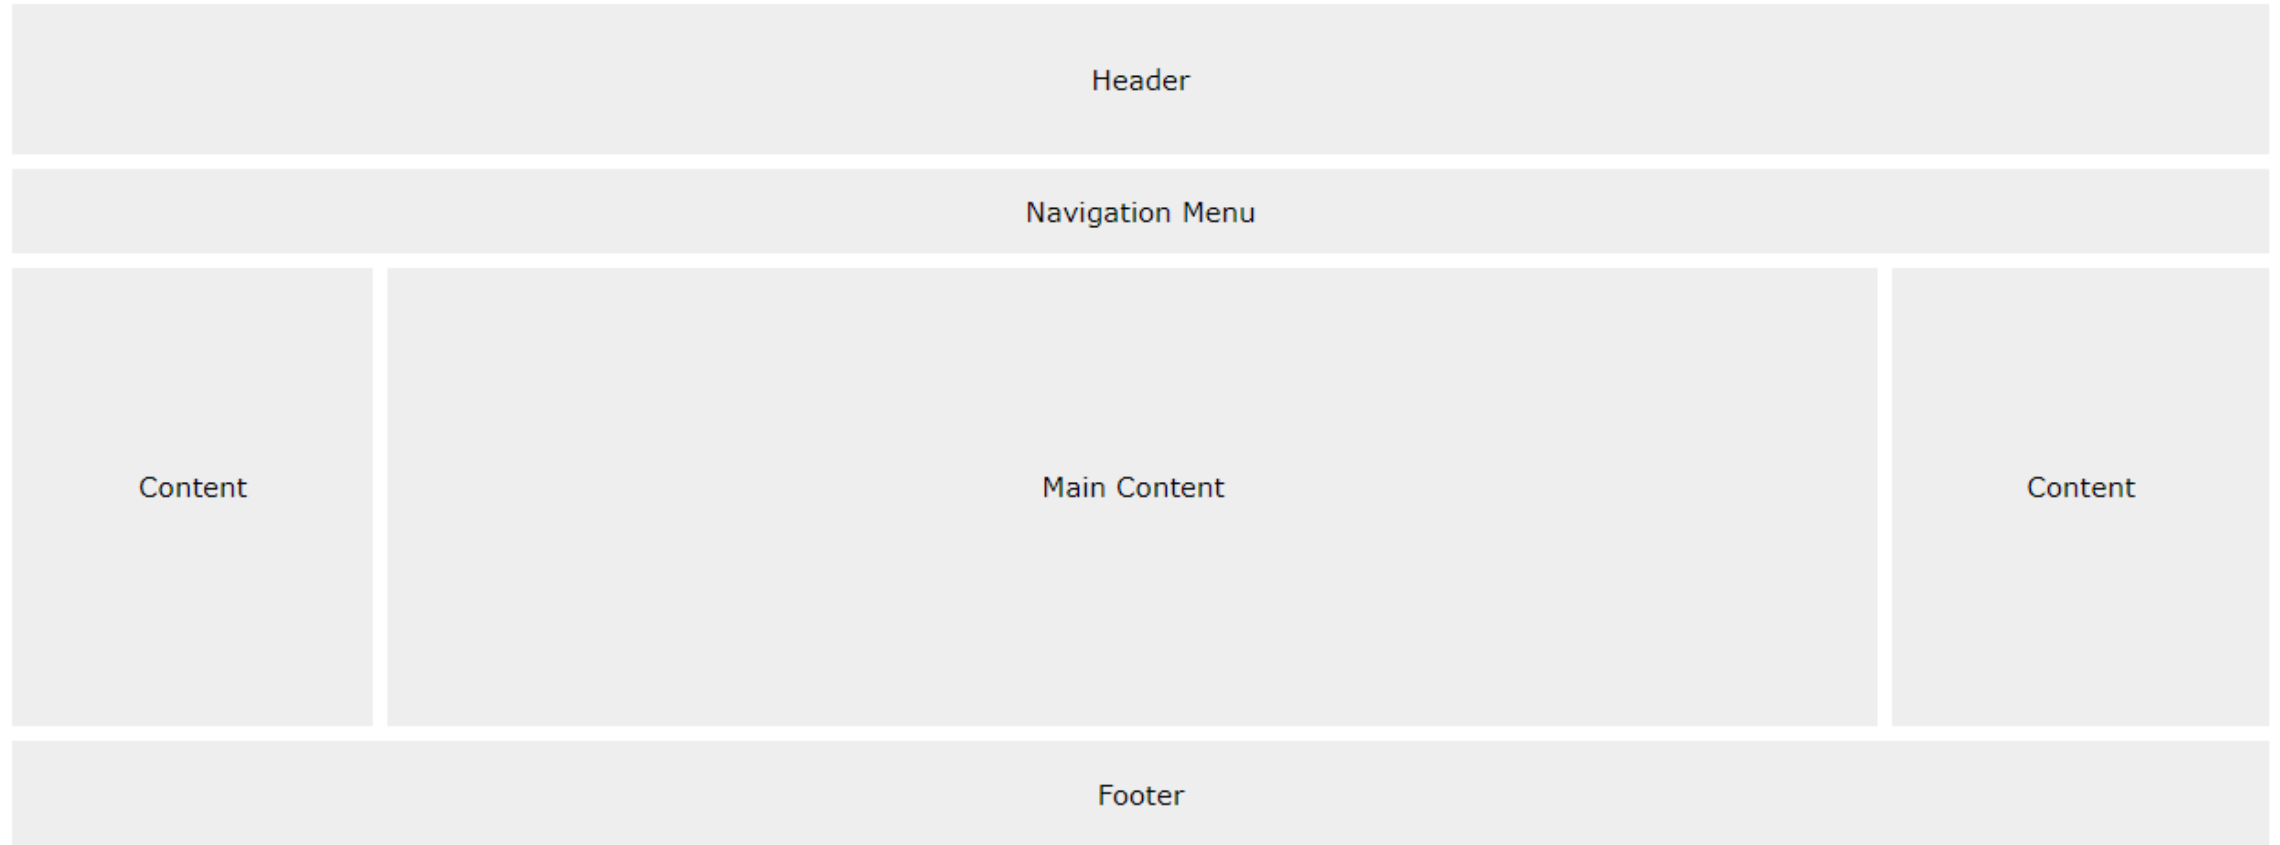 Header
Navigation Menu
Content
Main Content
Content
Footer